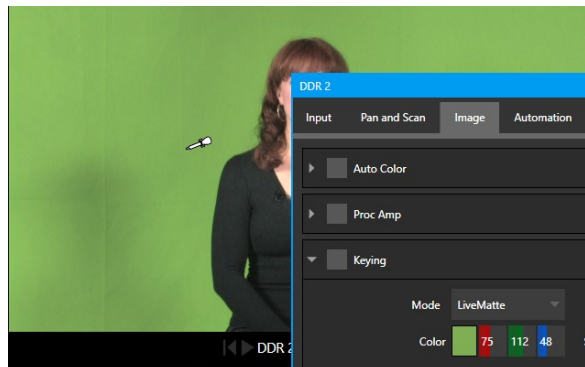 DDR 2
Input Pan and Scan Image Automation
Auto Color
Proc Amp
Keying
Mode LiveMatte
Color 75 112 48
DDR 2